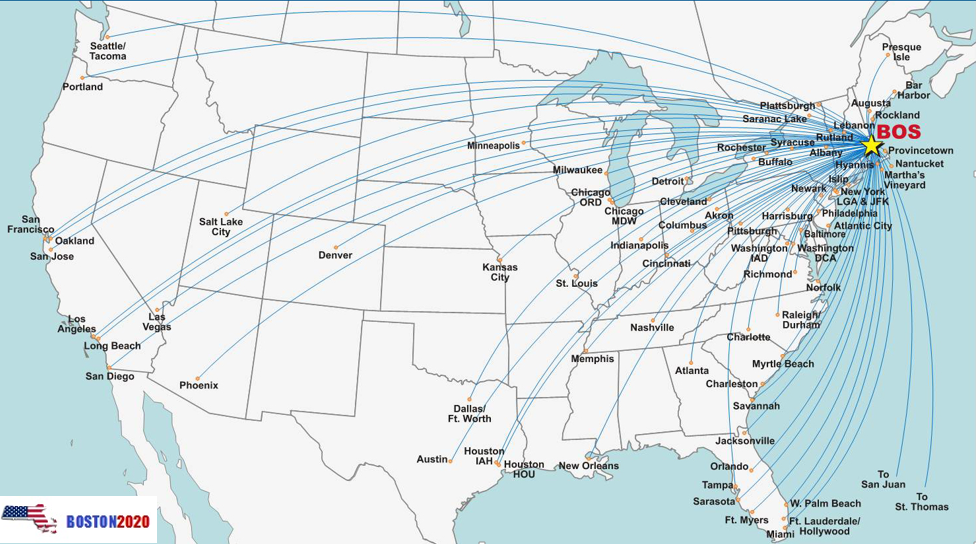 Seattle/
Tacoma
Portland
Presque
Isle
Bar
Harbor
Augusta
Rockland
Plattsburgh
Saranac Lake
Lebanon
Rutland
BOS
Minneapolis
Syracuse
Rochester
Albany
Buffalo
Provincetown
Hyannis
Nantucket
Martha's
Vineyard
Milwaukee
Detroit
Islip
Newark
New York
LGA & JFK
Chicago
ORD
Chicago
MDW
Cleveland
Akron
Columbus
Harrisburg
Philadelphia
Atlantic City
Pittsburgh
Baltimore
San
Francisco
Oakland
San Jose
Salt Lake
City
Denver
Kansas
City
St. Louis
Indianapolis
Cincinnati
Washington
IAD
Washington
DCA
Richmond
Norfolk
Los
Angeles
Long Beach
Las
Vegas
San Diego
Phoenix
Nashville
Memphis
Raleigh/
Durham
Charlotte
Atlanta
Myrtle Beach
Charleston
Savannah
Dallas/
Ft. Worth
Austin
Houston
IAH
Houston
HOU
New Orleans
Jacksonville
Orlando
Tampa
Sarasota
Ft. Myers
W. Palm Beach
Ft. Lauderdale/
Hollywood
Miami
To
San Juan
To
St. Thomas
BOSTON2020